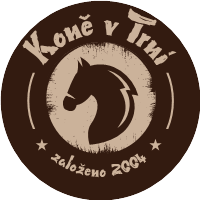 Koně v Trní
založeno 2004